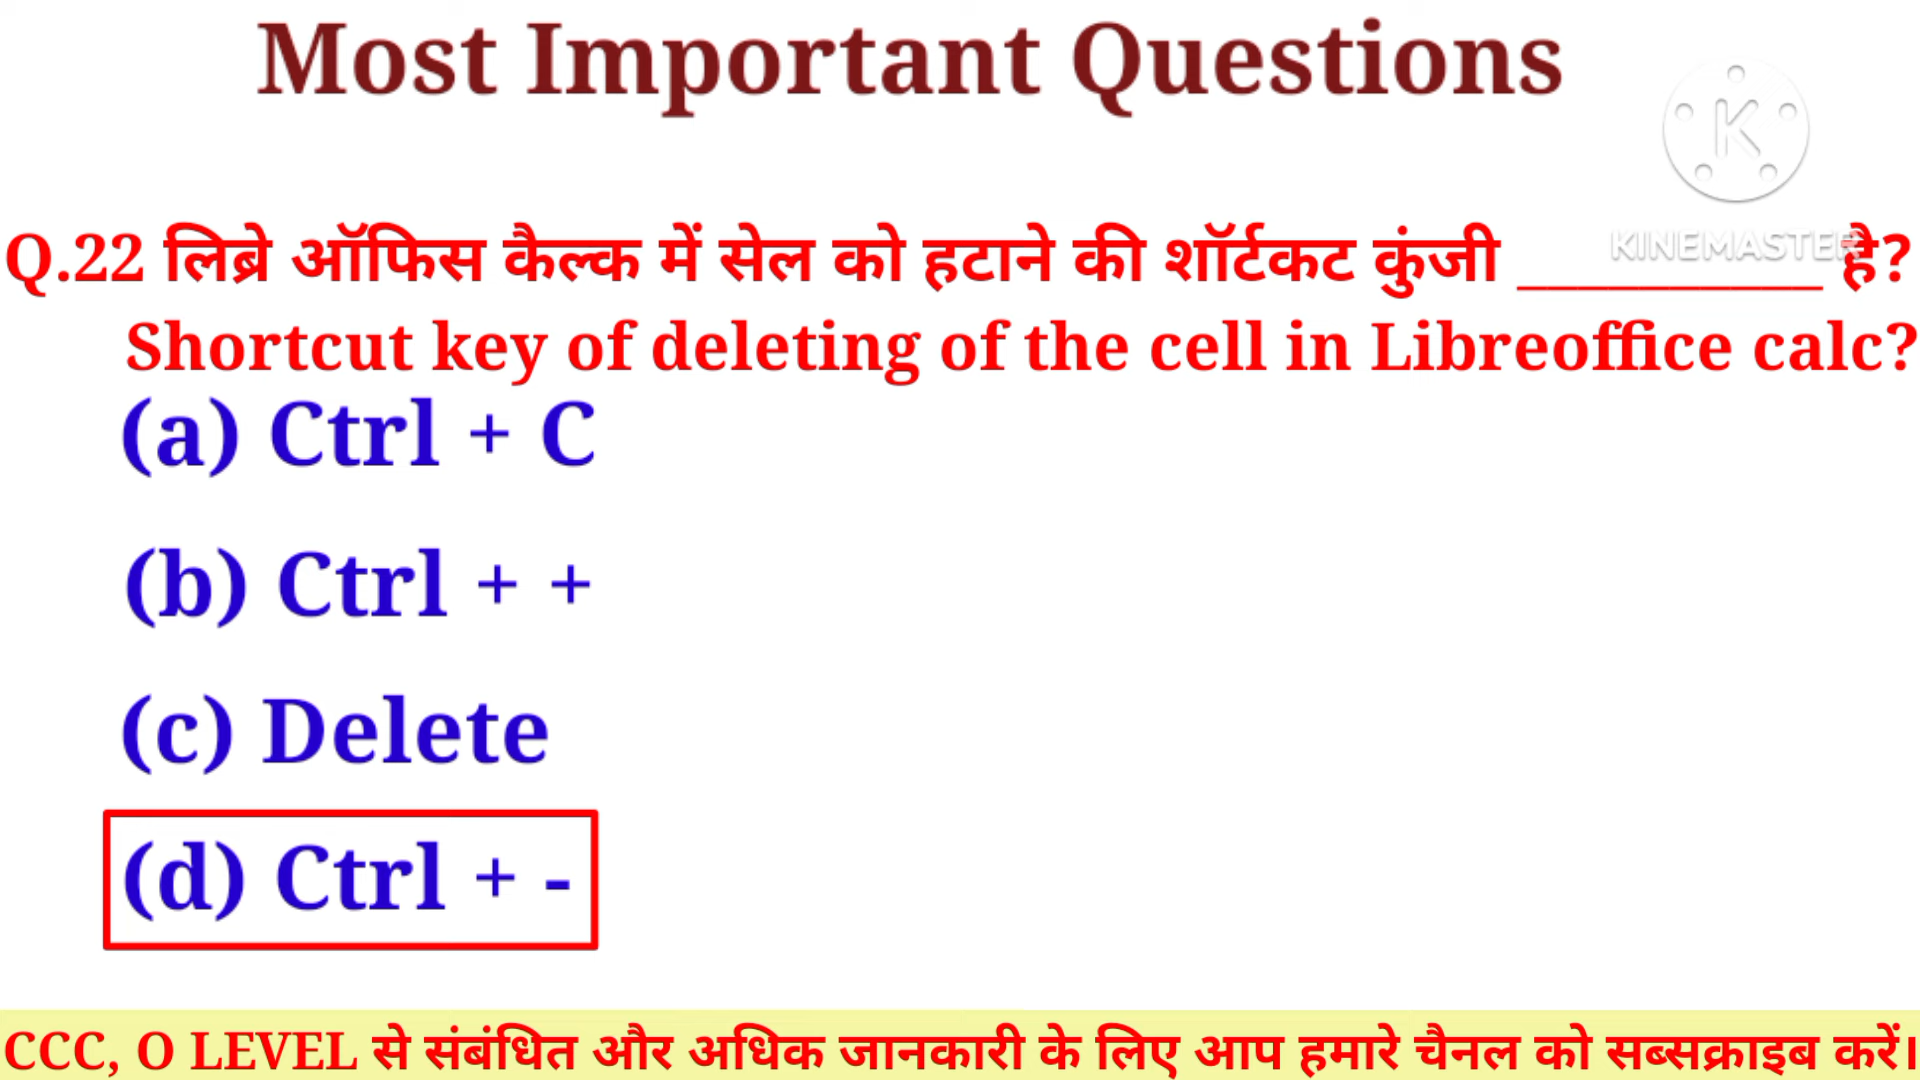 Most Important Questions
K
KINEMASTER
Q.22 लिब्रे ऑफिस कैल्क में सेल को हटाने की शॉर्टकट कुंजी __________ है?
Shortcut key of deleting of the cell in Libreoffice calc?
(a) Ctrl + C
(b) Ctrl + +
(c) Delete
(d) Ctrl + -
CCC, O LEVEL से संबंधित और अधिक जानकारी के लिए आप हमारे चैनल को सब्सक्राइब करें।